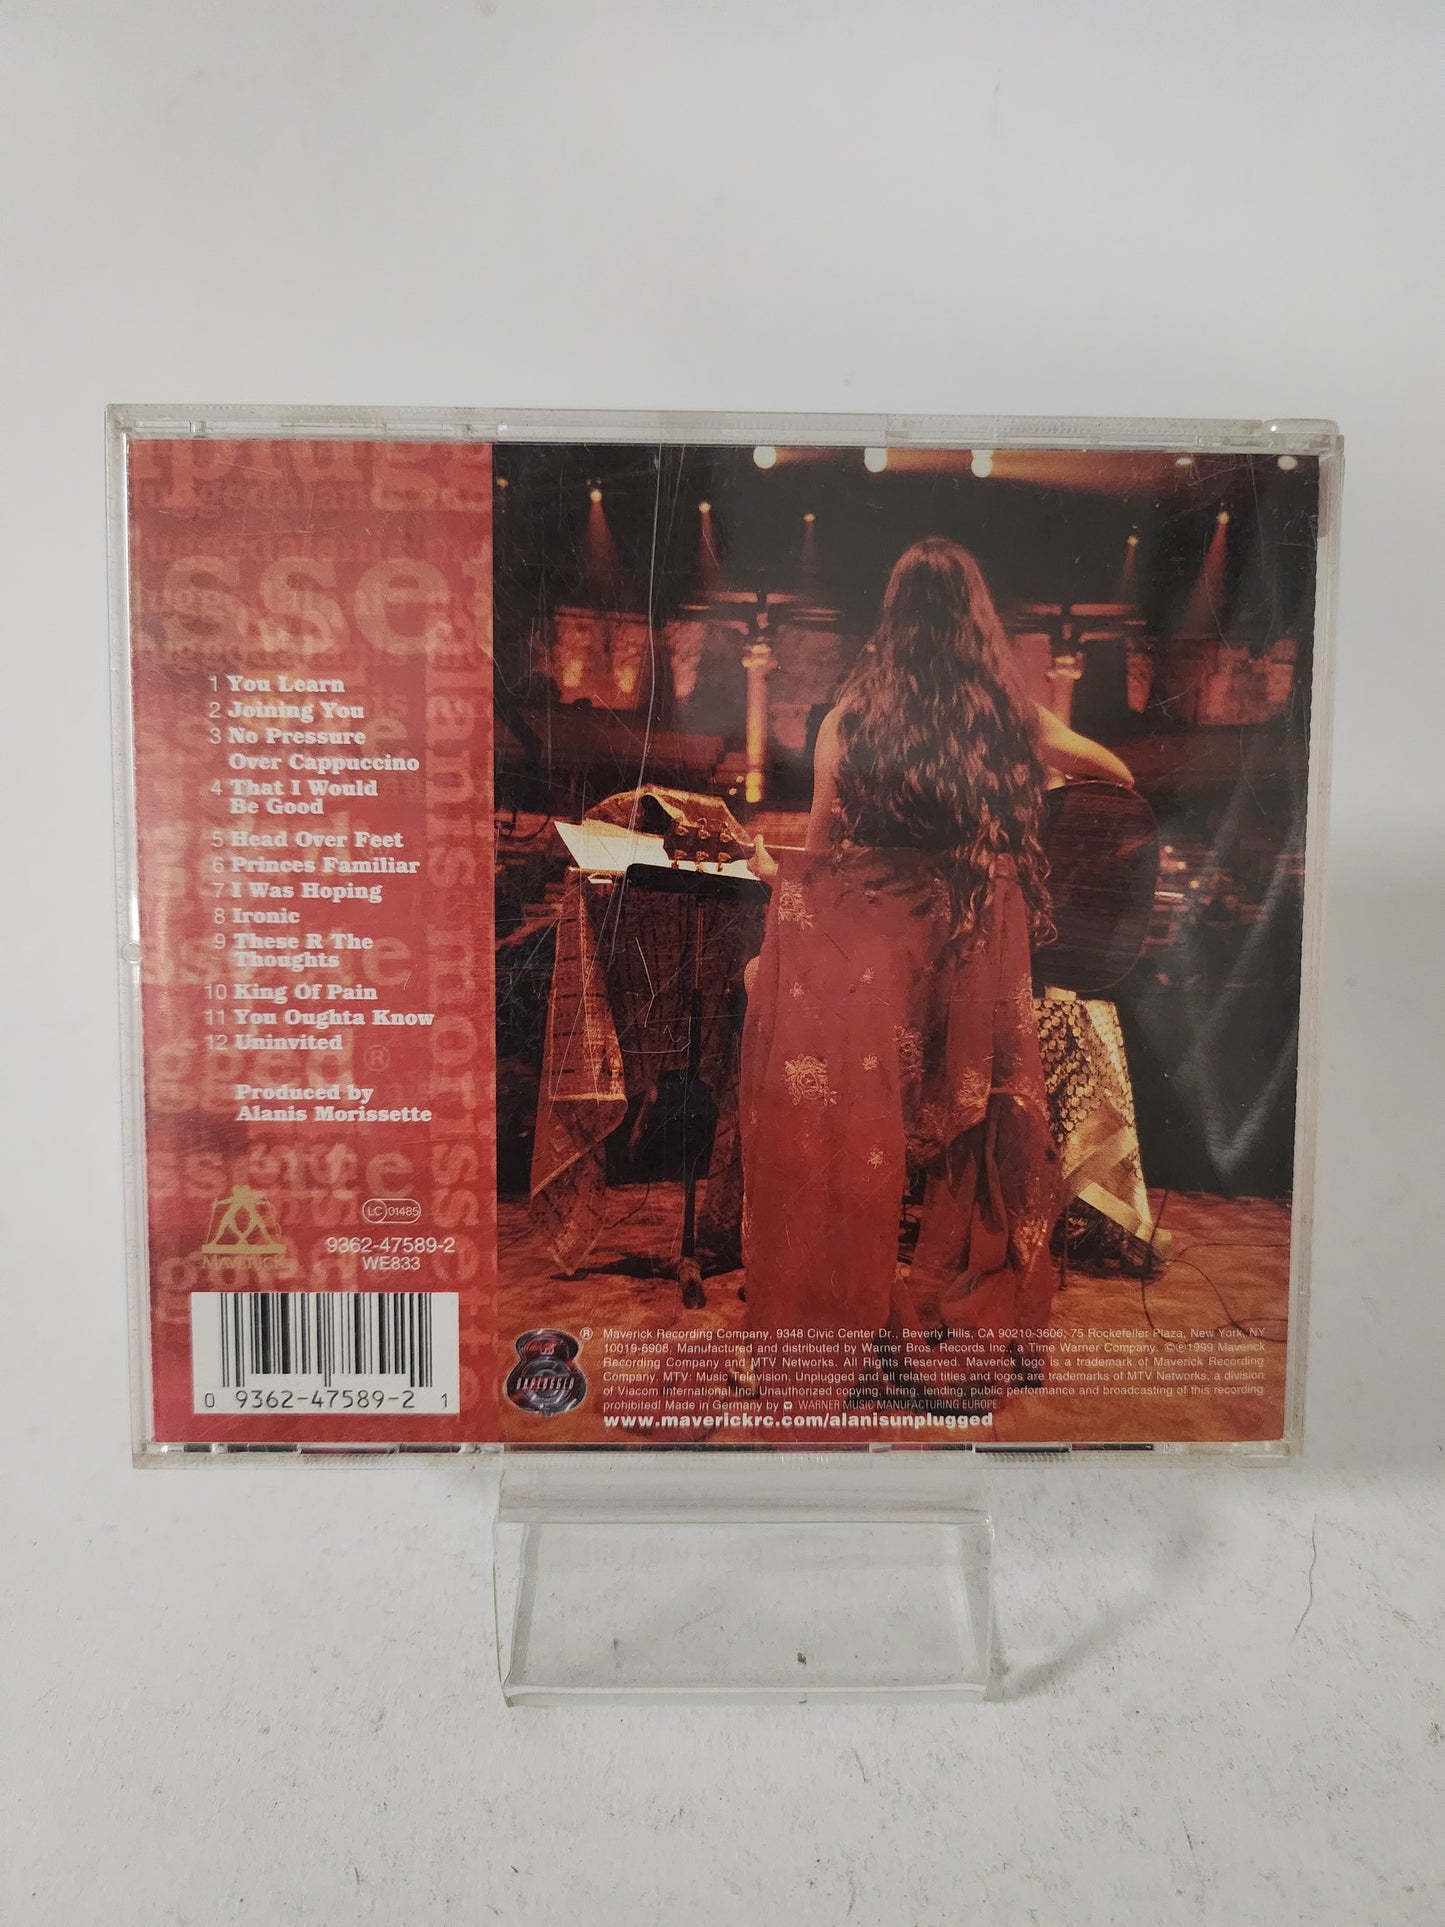 1 You Learn
2 Joining You
3 No Pressure
Over Cappuccino
4 That I Would
Be Good
5 Head Over Feet
6 Princes Familiar
7 I Was Hoping
8 Ironic
9 These R The
Thoughts
10 King Of Pain
11 You Oughta Know
12 Uninvited
Produced by
Alanis Morissette
MAVERICK
LC 01485
9362-47589-2
WE833
0 9362-47589-2 1
UNPLUGGED
® Maverick Recording Company, 9348 Civic Center Dr., Beverly Hills, CA 90210-3606; 75 Rockefeller Plaza, New York, NY
10019-6908. Manufactured and distributed by Warner Bros. Records Inc., a Time Warner Company. ©℗1999 Maverick
Recording Company and MTV Networks. All Rights Reserved. Maverick logo is a trademark of Maverick Recording
Company. MTV: Music Television, Unplugged and all related titles and logos are trademarks of MTV Networks, a division
of Viacom International Inc. Unauthorized copying, hiring, lending, public performance and broadcasting of this recording
prohibited! Made in Germany by WARNER MUSIC MANUFACTURING EUROPE
www.maverickrc.com/alanisunplugged